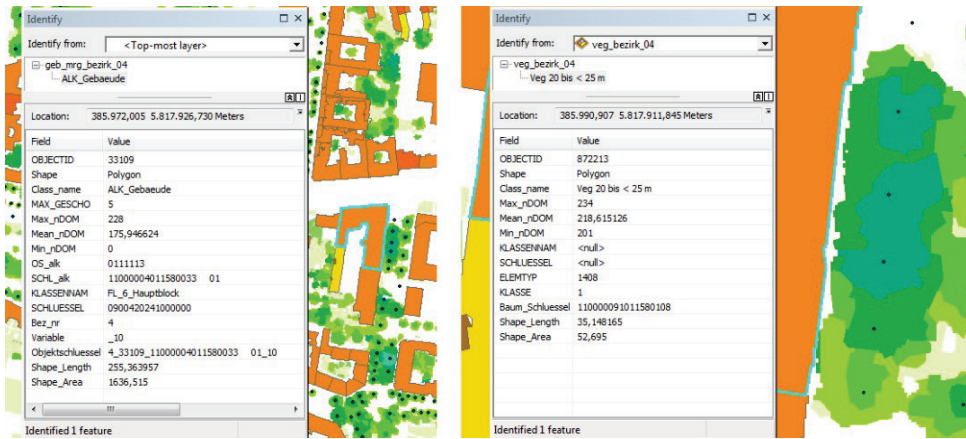 Identify
Identify from: <Top-most layer>
geb_mrg_bezirk_04
ALK_Gebaeude
Location: 385.972,005 5.817.926,730 Meters
Field Value
OBJECTID 33109
Shape Polygon
Class_name ALK_Gebaeude
MAX_GESCHO 5
Max_nDOM 228
Mean_nDOM 175,946624
Min_nDOM 0
OS_alk 0111113
SCHL_alk 11000004011580033 01
KLASSENNAM FL_6_Hauptblock
SCHLUESSEL 0900420241000000
Bez_nr 4
Variable _10
Objektschluessel 4_33109_11000004011580033 01_10
Shape_Length 255,363957
Shape_Area 1636,515
Identified 1 feature
Identify
Identify from: veg_bezirk_04
veg_bezirk_04
Veg 20 bis < 25 m
Location: 385.990,907 5.817.911,845 Meters
Field Value
OBJECTID 872213
Shape Polygon
Class_name Veg 20 bis < 25 m
Max_nDOM 234
Mean_nDOM 218,615126
Min_nDOM 201
KLASSENNAM <null>
SCHLUESSEL <null>
ELEMTYP 1408
KLASSE 1
Baum_Schluessel 110000091011580108
Shape_Length 35,148165
Shape_Area 52,695
Identified 1 feature